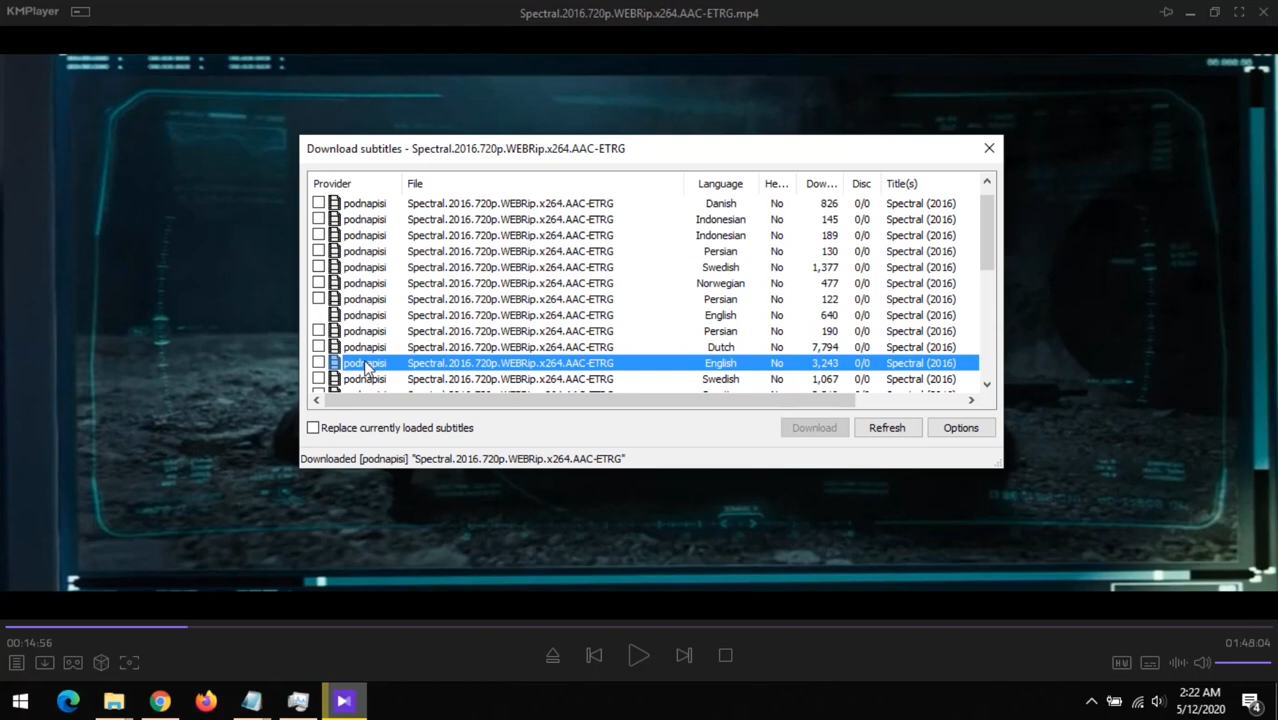 KMPlayer
Spectral.2016.720p.WEBRip.x264.AAC-ETRG.mp4
Download subtitles - Spectral.2016.720p.WEBRip.x264.AAC-ETRG
Provider File Language He... Dow... Disc Title(s)
podnapisi Spectral.2016.720p.WEBRip.x264.AAC-ETRG Danish No 826 0/0 Spectral (2016)
podnapisi Spectral.2016.720p.WEBRip.x264.AAC-ETRG Indonesian No 145 0/0 Spectral (2016)
podnapisi Spectral.2016.720p.WEBRip.x264.AAC-ETRG Indonesian No 189 0/0 Spectral (2016)
podnapisi Spectral.2016.720p.WEBRip.x264.AAC-ETRG Persian No 130 0/0 Spectral (2016)
podnapisi Spectral.2016.720p.WEBRip.x264.AAC-ETRG Swedish No 1,377 0/0 Spectral (2016)
podnapisi Spectral.2016.720p.WEBRip.x264.AAC-ETRG Norwegian No 477 0/0 Spectral (2016)
podnapisi Spectral.2016.720p.WEBRip.x264.AAC-ETRG Persian No 122 0/0 Spectral (2016)
podnapisi Spectral.2016.720p.WEBRip.x264.AAC-ETRG English No 640 0/0 Spectral (2016)
podnapisi Spectral.2016.720p.WEBRip.x264.AAC-ETRG Persian No 190 0/0 Spectral (2016)
podnapisi Spectral.2016.720p.WEBRip.x264.AAC-ETRG Dutch No 7,794 0/0 Spectral (2016)
podnapisi Spectral.2016.720p.WEBRip.x264.AAC-ETRG English No 3,243 0/0 Spectral (2016)
podnapisi Spectral.2016.720p.WEBRip.x264.AAC-ETRG Swedish No 1,067 0/0 Spectral (2016)
Replace currently loaded subtitles Download Refresh Options
Downloaded [podnapisi] "Spectral.2016.720p.WEBRip.x264.AAC-ETRG"
00:14:56 01:48:04
HW
2:22 AM
5/12/2020
4